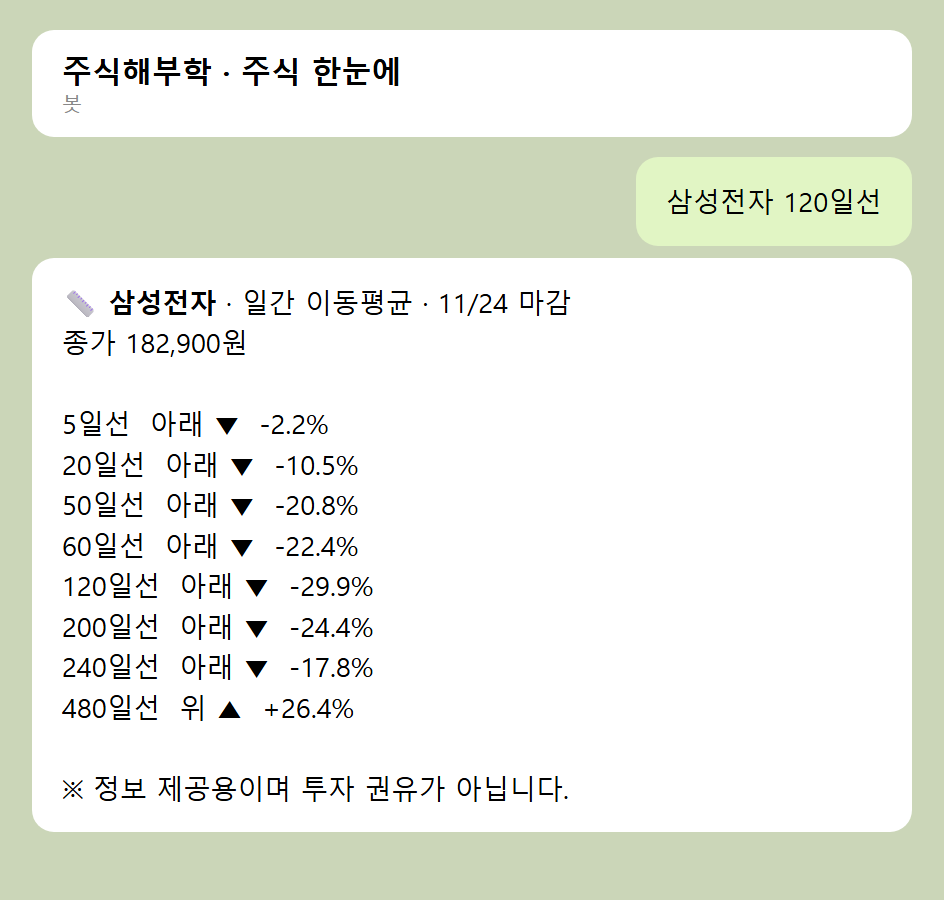 주식해부학 · 주식 한눈에
봇
삼성전자 120일선
📏 삼성전자 · 일간 이동평균 · 11/24 마감
종가 182,900원
5일선 아래 ▼ -2.2%
20일선 아래 ▼ -10.5%
50일선 아래 ▼ -20.8%
60일선 아래 ▼ -22.4%
120일선 아래 ▼ -29.9%
200일선 아래 ▼ -24.4%
240일선 아래 ▼ -17.8%
480일선 위 ▲ +26.4%
※ 정보 제공용이며 투자 권유가 아닙니다.